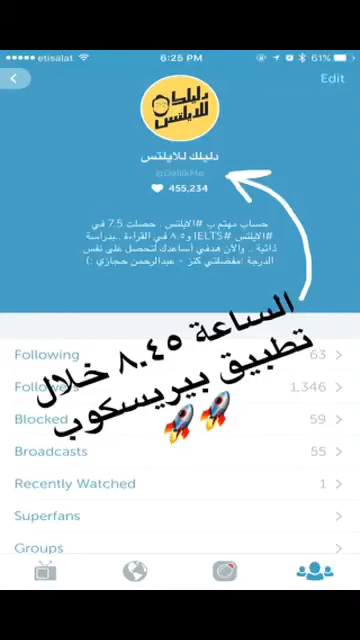 etisalat 6:25 PM 61%
Edit
دليلك
للايلتس
دليلك للايلتس
@DalilkMe
455,234
حساب مهتم ب #الايلتس . حصلت 7.5 في
#الايلتس #IELTS و٨.٥ في القراءة ..بدراسة
ذاتية .. والآن هدفي أساعدك لتحصل على نفس
الدرجة :مفضلتي كنز - عبدالرحمن حجازي :)
الساعة ٨.٤٥ خلال
تطبيق بيريسكوب
🚀🚀
Following 63
Followers 1,346
Blocked 59
Broadcasts 55
Recently Watched 1
Superfans
Groups